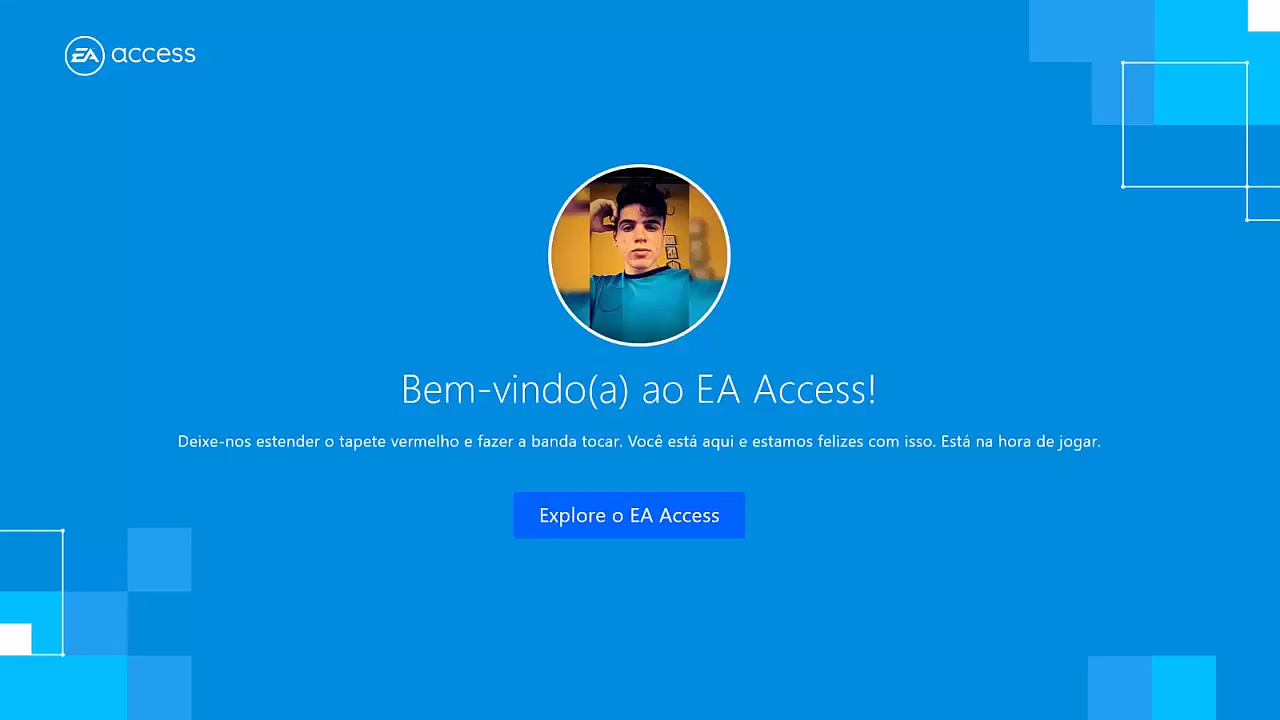 EA access
Bem-vindo(a) ao EA Access!
Deixe-nos estender o tapete vermelho e fazer a banda tocar. Você está aqui e estamos felizes com isso. Está na hora de jogar.
Explore o EA Access